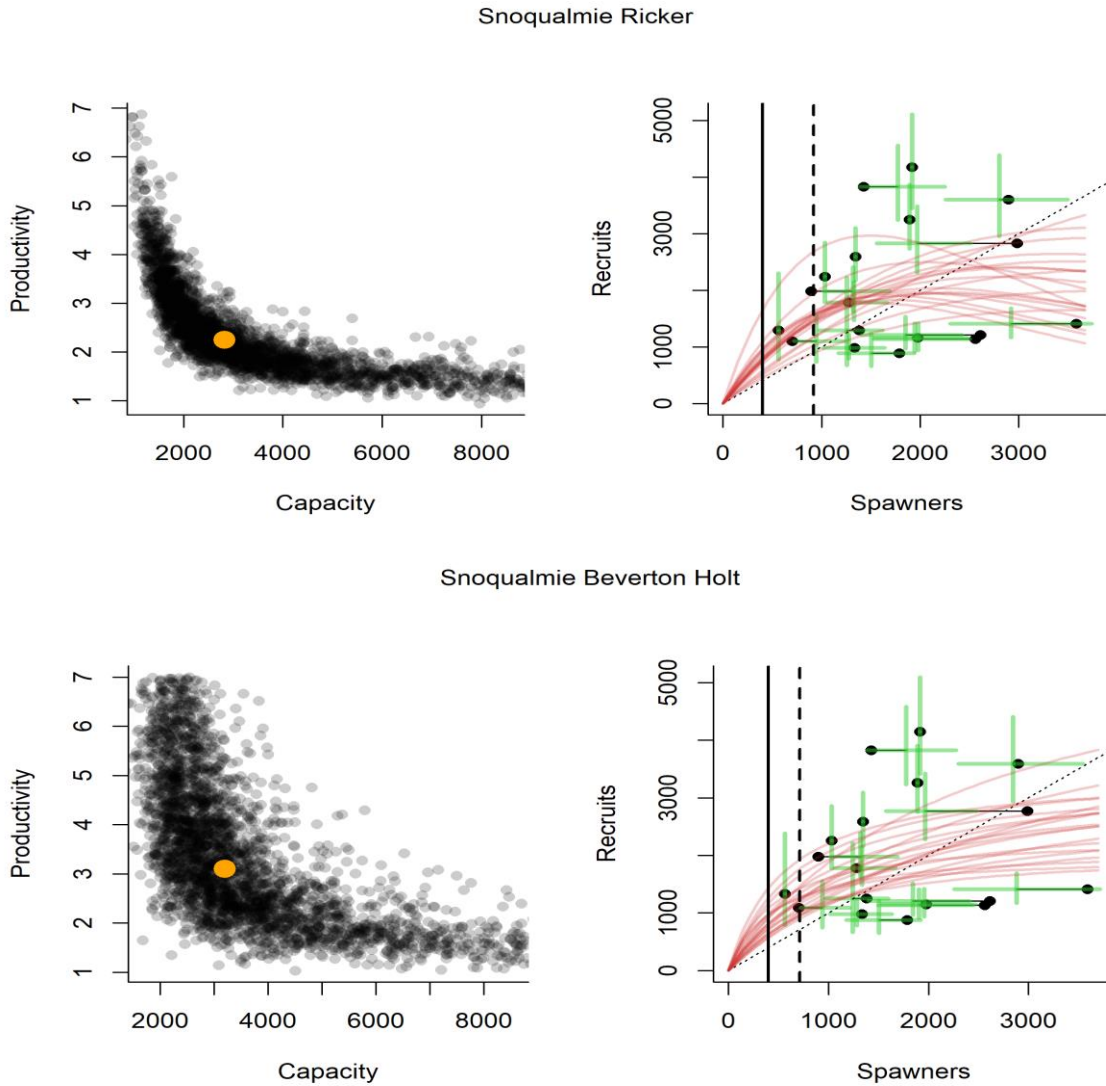 Snoqualmie Ricker
Productivity
7
6
5
4
3
2
1
2000 4000 6000 8000
Capacity
Recruits
5000
3000
1000
0
0 1000 2000 3000
Spawners
Snoqualmie Beverton Holt
Productivity
7
6
5
4
3
2
1
2000 4000 6000 8000
Capacity
Recruits
5000
3000
1000
0
0 1000 2000 3000
Spawners